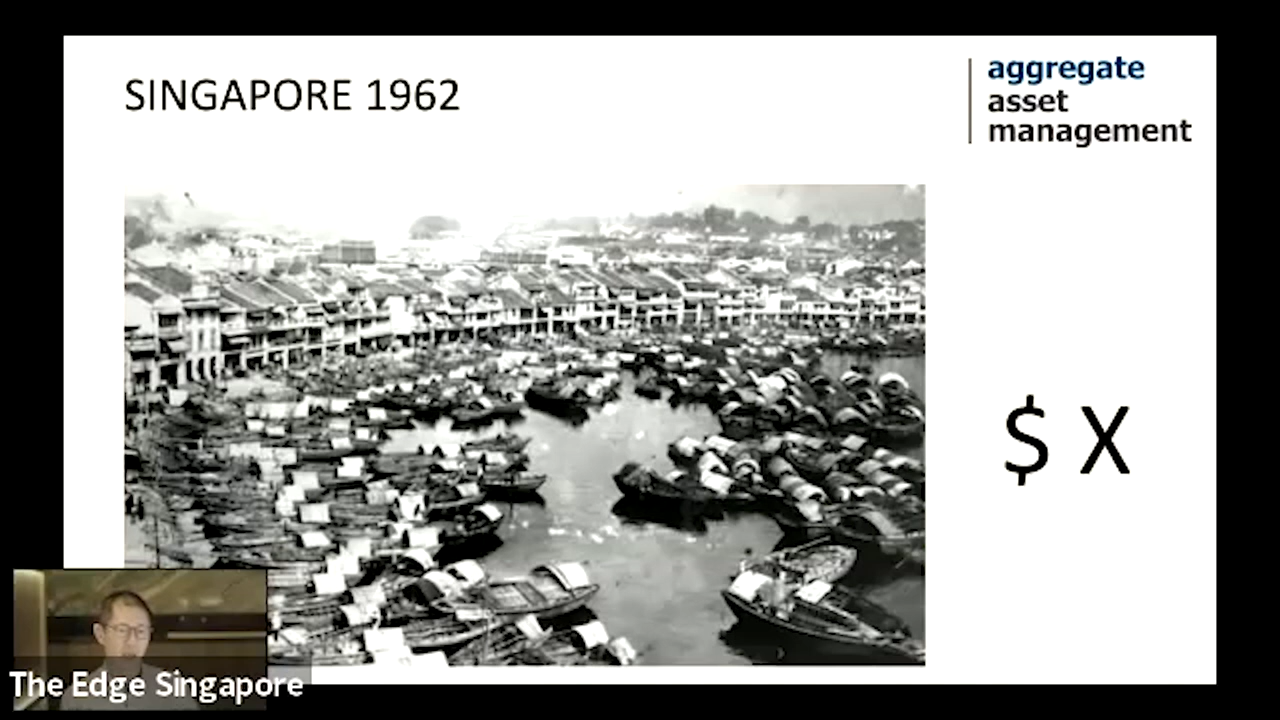 SINGAPORE 1962
aggregate
asset
management
$ X
The Edge Singapore